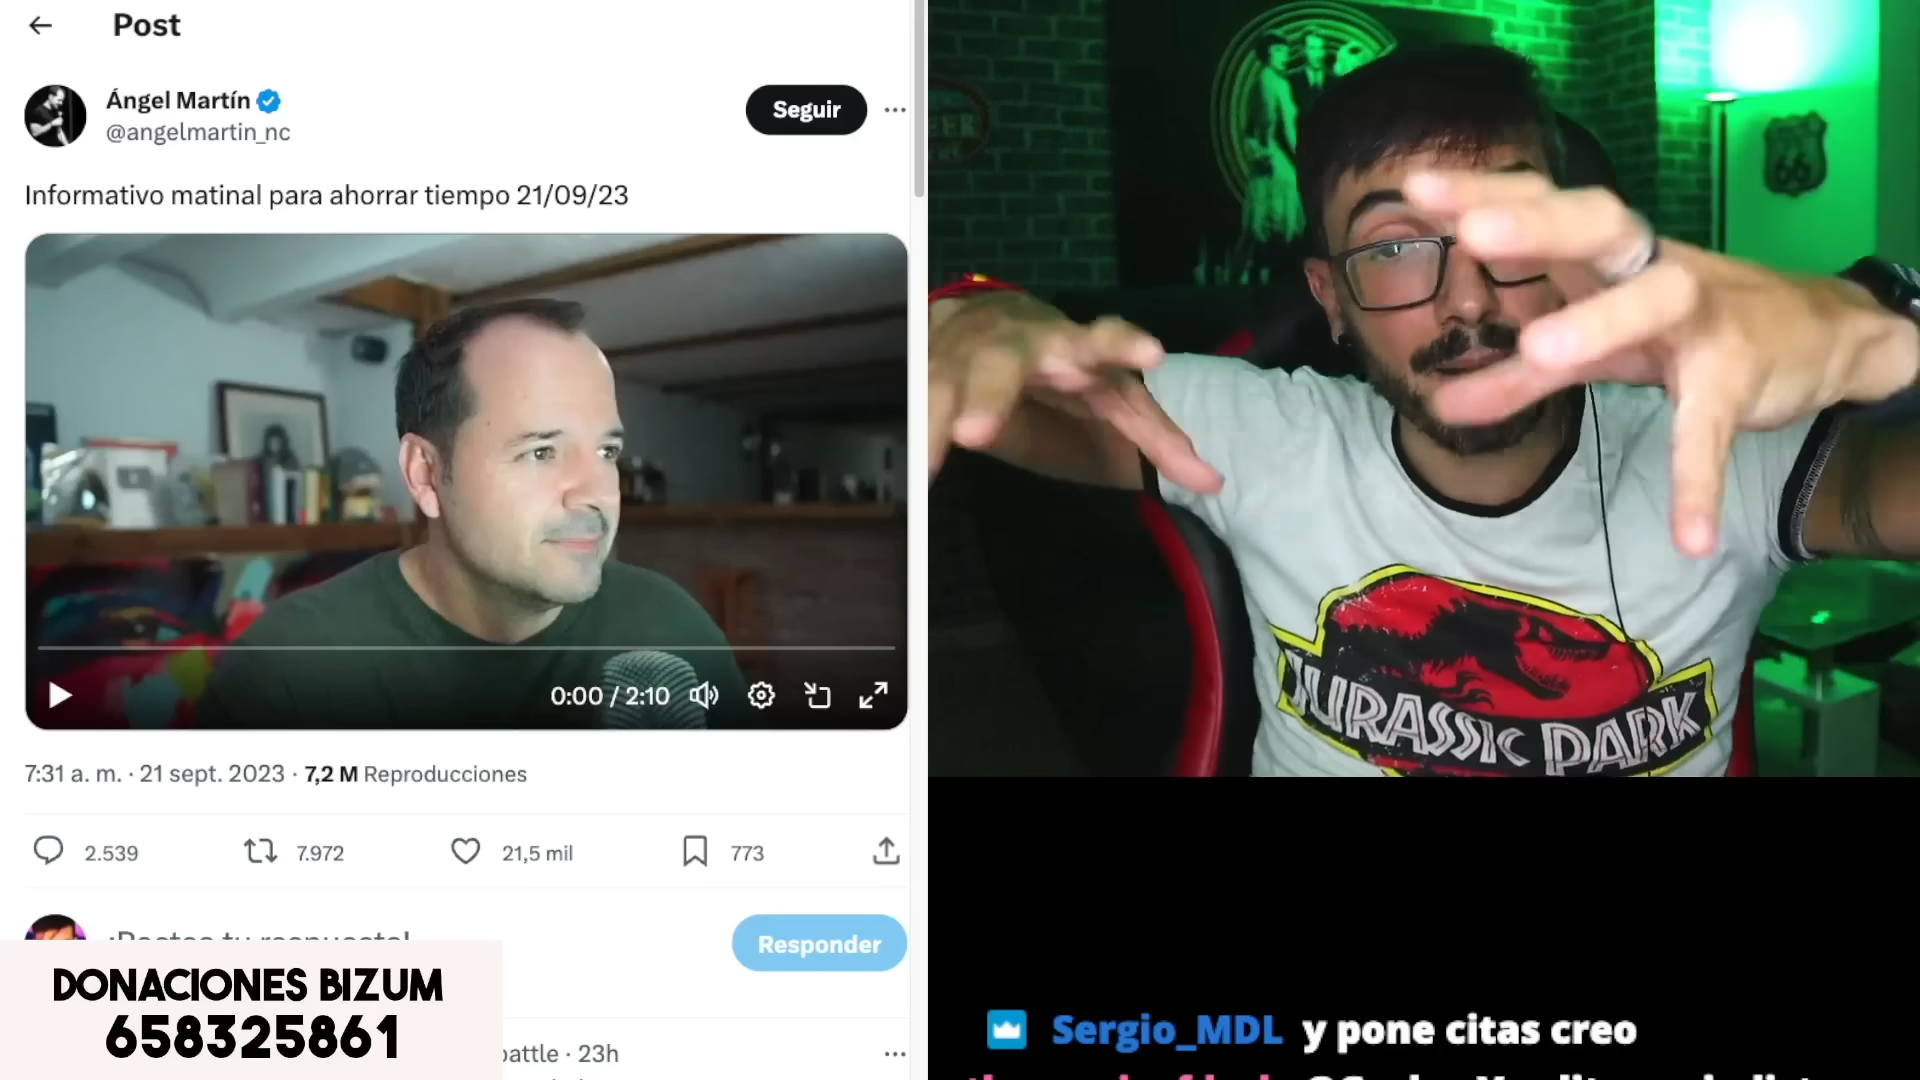 Post
Ángel Martín
@angelmartin_nc
Seguir
Informativo matinal para ahorrar tiempo 21/09/23
0:00 / 2:10
7:31 a. m. · 21 sept. 2023 · 7,2 M Reproducciones
2.539
7.972
21,5 mil
773
Responder
DONACIONES BIZUM
658325861
battle · 23h
66
JURASSIC PARK
Sergio_MDL y pone citas creo